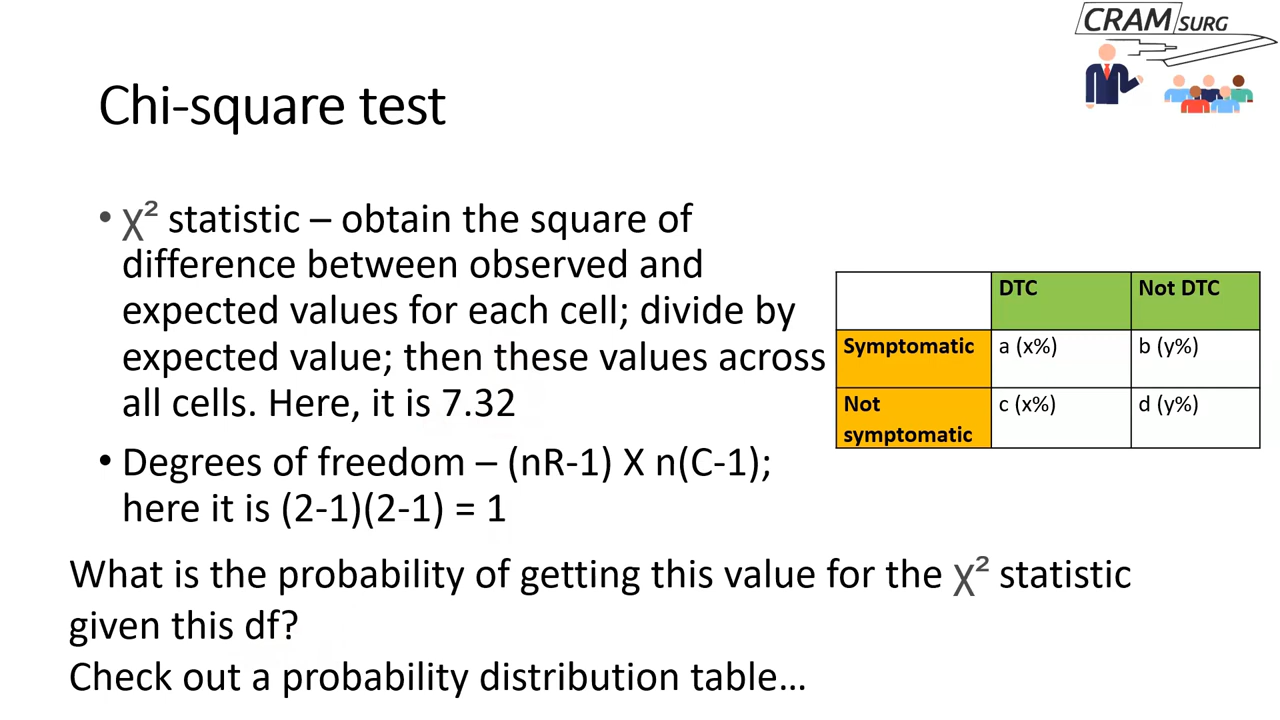 CRAM SURG
Chi-square test
• χ² statistic – obtain the square of
difference between observed and
expected values for each cell; divide by
expected value; then these values across
all cells. Here, it is 7.32
• Degrees of freedom – (nR-1) X n(C-1);
here it is (2-1)(2-1) = 1
DTC Not DTC
Symptomatic a (x%) b (y%)
Not c (x%) d (y%)
symptomatic
What is the probability of getting this value for the χ² statistic
given this df?
Check out a probability distribution table…